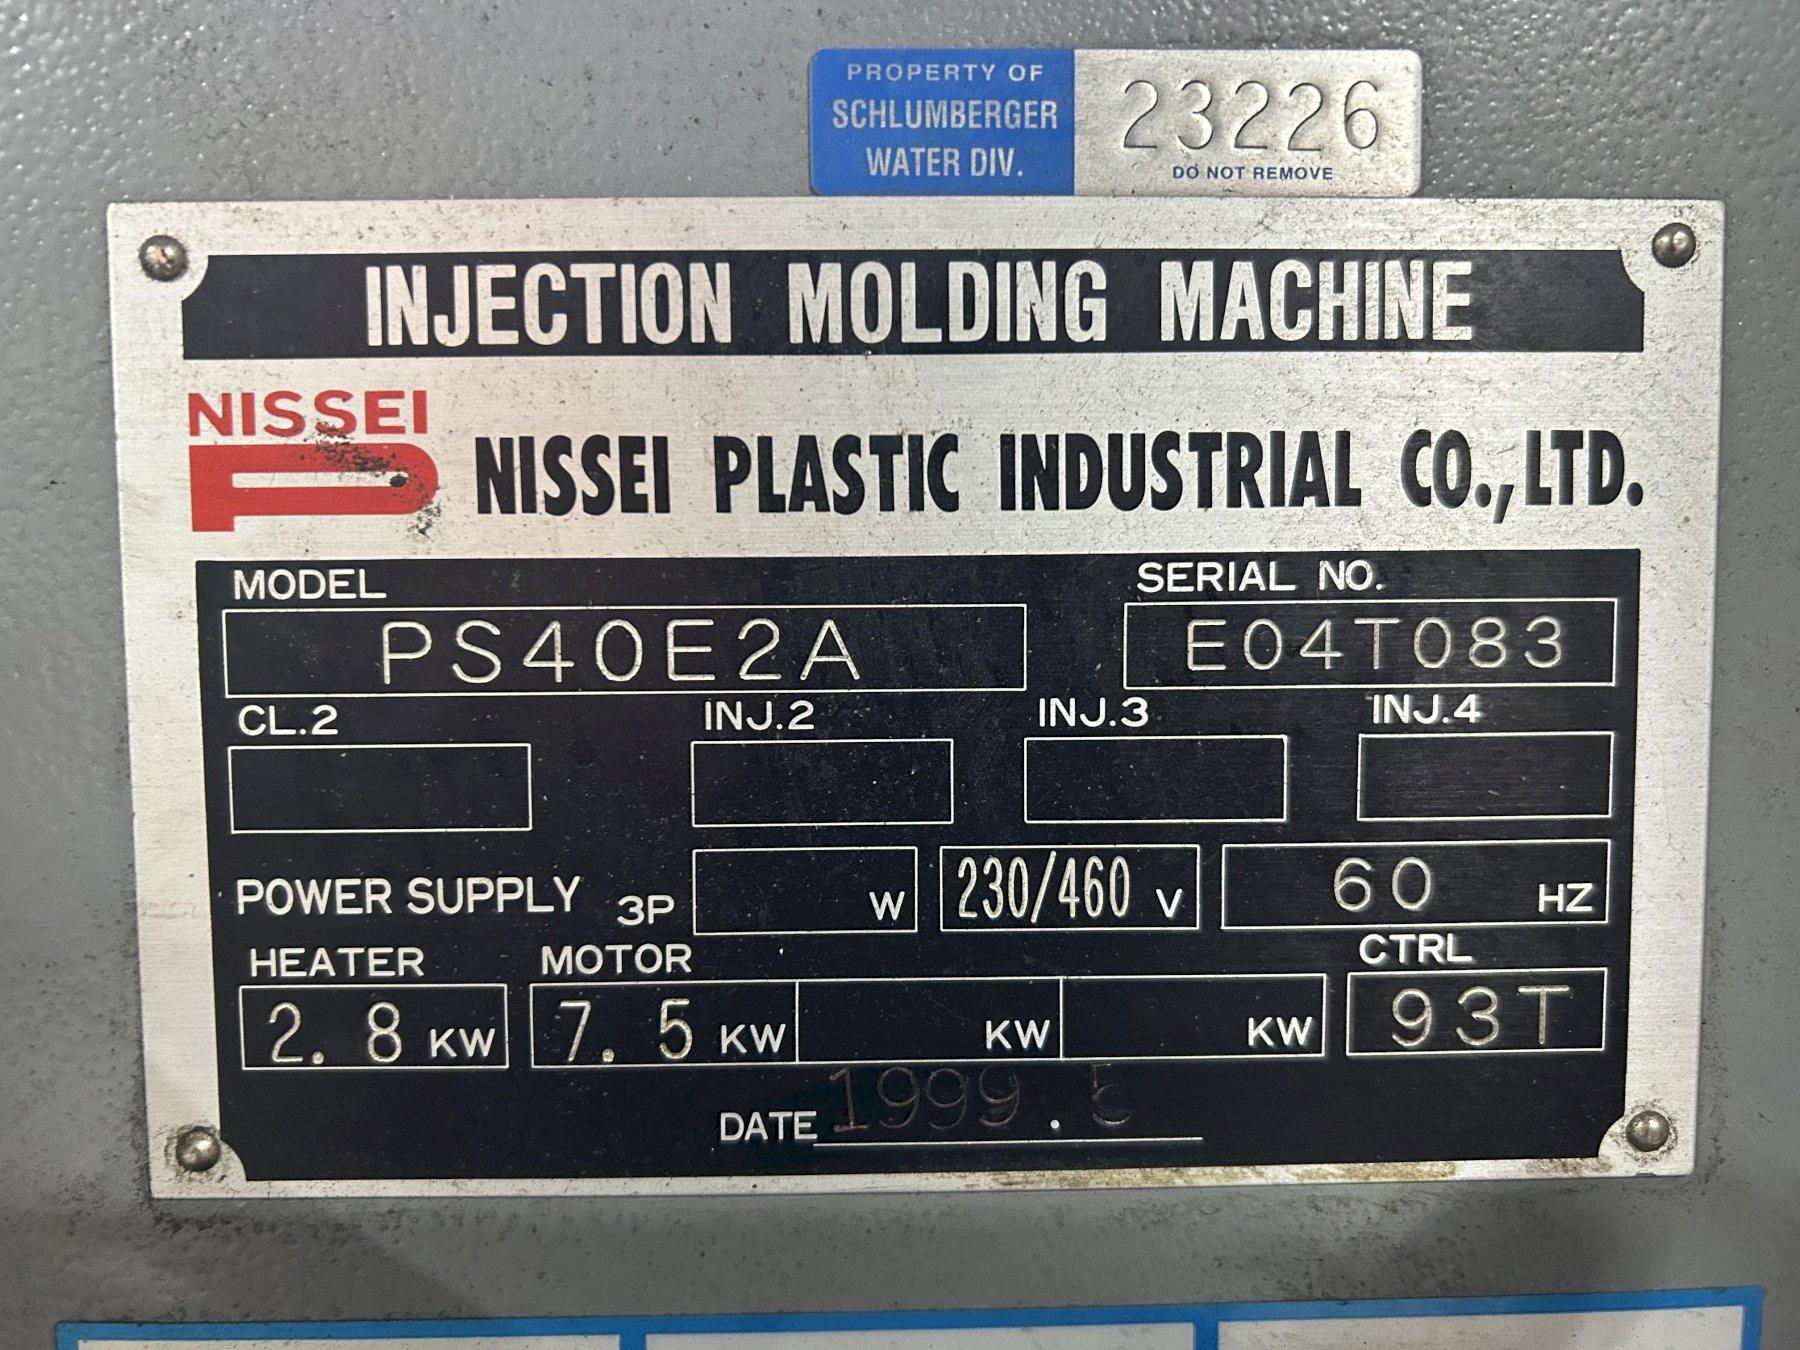 PROPERTY OF
SCHLUMBERGER
WATER DIV.
23226
DO NOT REMOVE
INJECTION MOLDING MACHINE
NISSEI
NISSEI PLASTIC INDUSTRIAL CO.,LTD.
MODEL SERIAL NO.
PS40E2A E04T083
CL.2 INJ.2 INJ.3 INJ.4
POWER SUPPLY 3P W 230/460 V 60 HZ
HEATER MOTOR CTRL
2.8 KW 7.5 KW KW KW 93T
DATE 1999.5